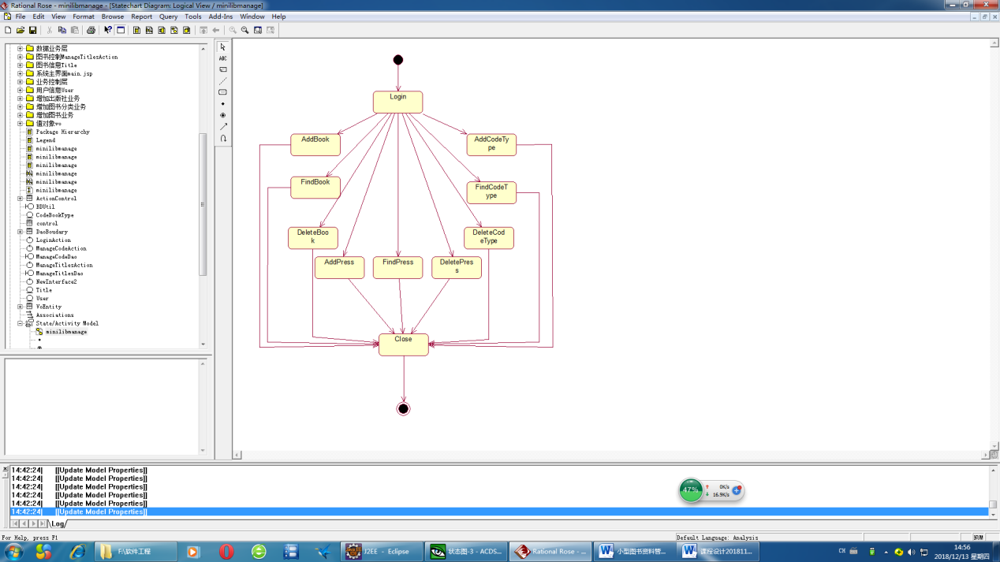 Rational Rose - minilibmanage - [Statechart Diagram: Logical View / minilibmanage]
File Edit View Format Browse Report Query Tools Add-Ins Window Help
数据业务层
图书控制ManageTitlesAction
图书信息Title
系统主界面main.jsp
业务控制层
用户信息User
增加出版社业务
增加图书分类业务
增加图书业务
值对象vo
Package Hierarchy
Legend
minilibmanage
minilibmanage
minilibmanage
minilibmanage
minilibmanage
minilibmanage
ActionControl
BDUtil
CodeBookType
control
DaoBoundary
LoginAction
ManageCodeAction
ManageCodeDao
ManageTitlesAction
ManageTitlesDao
NewInterface2
Title
User
VoEntity
Associations
State/Activity Model
minilibmanage
ABC
Login
AddBook
AddCodeTy
pe
FindBook
FindCodeT
ype
DeleteBoo
k
DeleteCod
eType
AddPress
FindPress
DeletePres
s
Close
14:42:24| [[Update Model Properties]]
14:42:24| [[Update Model Properties]]
14:42:24| [[Update Model Properties]]
14:42:24| [[Update Model Properties]]
14:42:24| [[Update Model Properties]]
14:42:24| [[Update Model Properties]]
Log
47%
0K/s
16.9K/s
For Help, press F1
Default Language: Analysis
NUM
F:\软件工程
J2EE - Eclipse
状态图-3 - ACDS...
Rational Rose - ...
小型图书资料管...
课程设计201811...
CH
14:56
2018/12/13 星期四